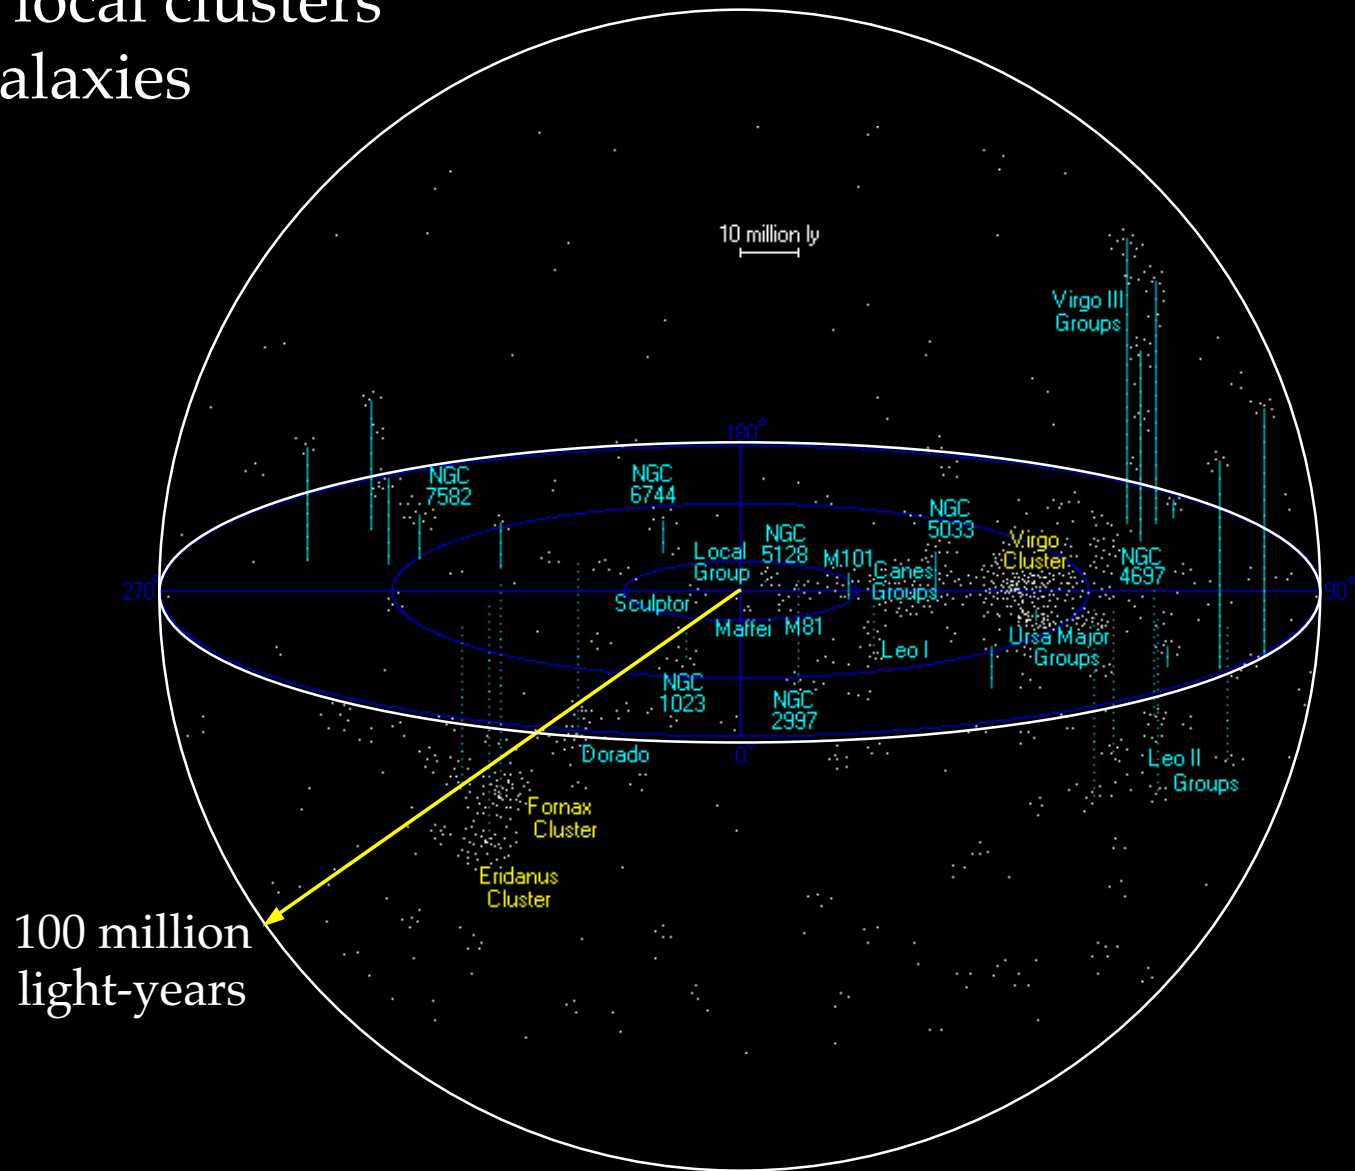 local clusters
alaxies
10 million ly
Virgo III
Groups
180°
NGC
7582
NGC
6744
NGC
5033
NGC
5128
Virgo
Cluster
Local
Group
M101
Canes
Groups
NGC
4697
270
90°
Sculptor
Maffei
M81
Ursa Major
Groups
Leo I
NGC
1023
NGC
2997
Dorado
0°
Leo II
Groups
Fornax
Cluster
Eridanus
Cluster
100 million
light-years